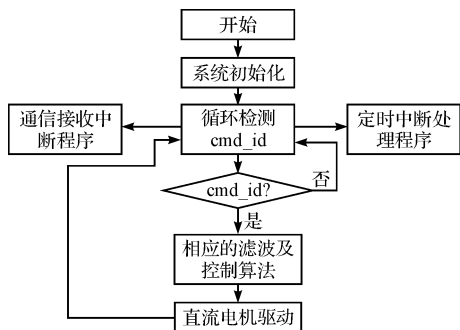 开始
系统初始化
通信接收中
断程序
循环检测
cmd_id
定时中断处
理程序
cmd_id?
否
是
相应的滤波及
控制算法
直流电机驱动